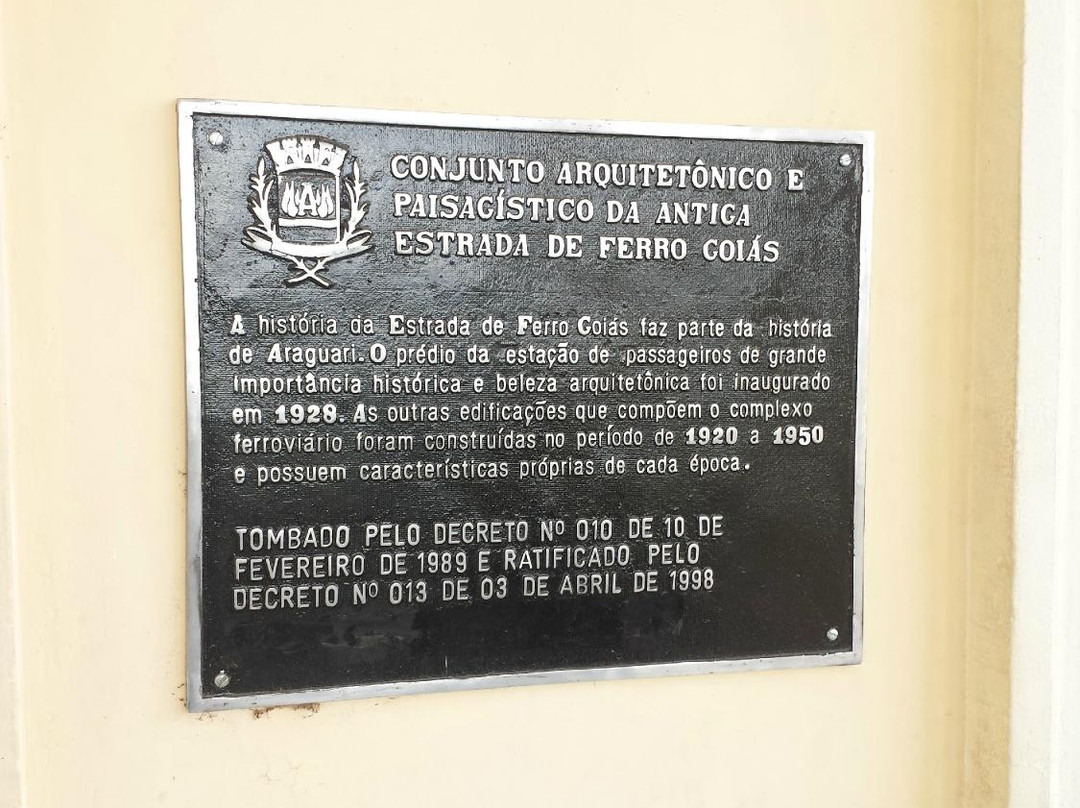 A
CONJUNTO ARQUITETÔNICO E
PAISAGÍSTICO DA ANTIGA
ESTRADA DE FERRO GOIÁS
A história da Estrada de Ferro Goiás faz parte da história
de Araguari. O prédio da estação de passageiros de grande
importância histórica e beleza arquitetônica foi inaugurado
em 1928. As outras edificações que compõem o complexo
ferroviário foram construídas no período de 1920 a 1950
e possuem características próprias de cada época.
TOMBADO PELO DECRETO Nº 010 DE 10 DE
FEVEREIRO DE 1989 E RATIFICADO PELO
DECRETO Nº 013 DE 03 DE ABRIL DE 1998